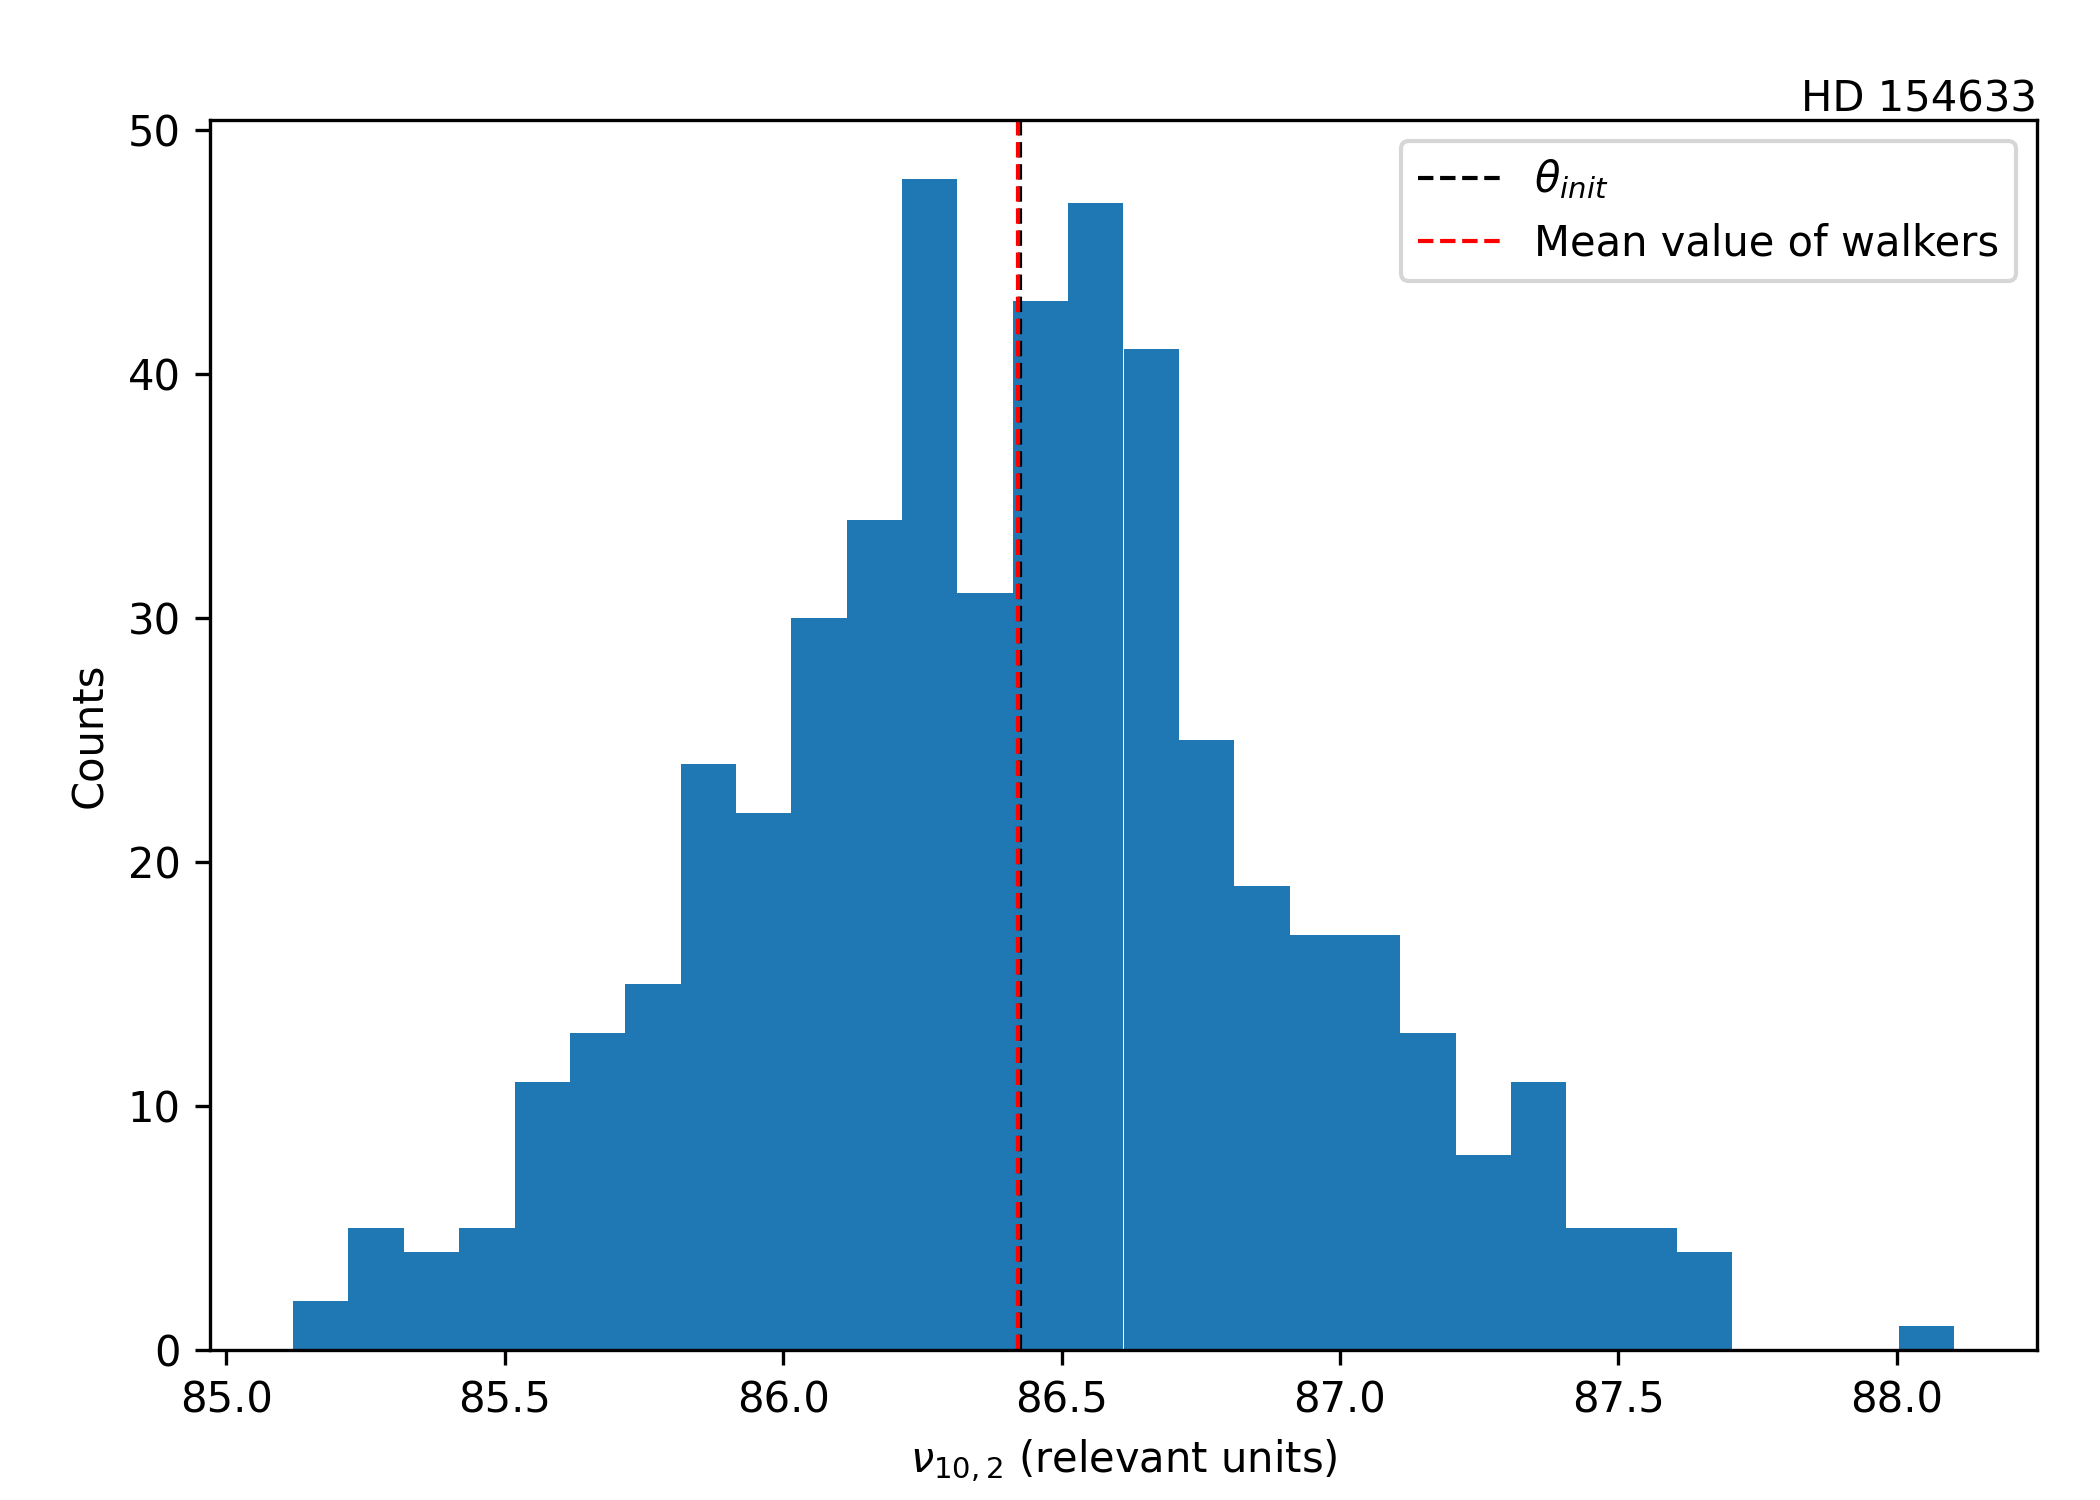 HD 154633
50
40
30
20
10
0
Counts
θinit
Mean value of walkers
85.0 85.5 86.0 86.5 87.0 87.5 88.0
ν10, 2 (relevant units)